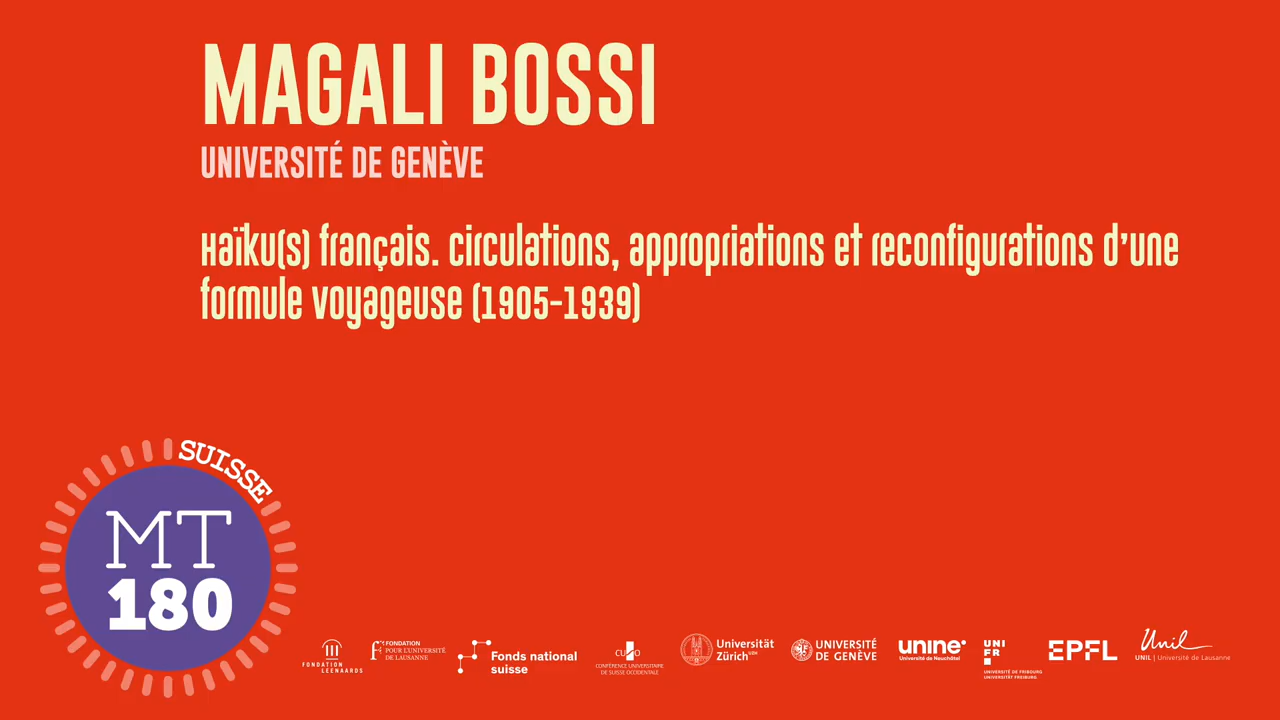 MAGALI BOSSI
UNIVERSITÉ DE GENÈVE
Haïku(s) français. circulations, appropriations et reconfigurations d'une
formule voyageuse (1905-1939)
SUISSE
MT
180
FONDATION
LEENAARDS
FONDATION
POUR L'UNIVERSITÉ
DE LAUSANNE
Fonds national
suisse
CUSO
CONFÉRENCE UNIVERSITAIRE
DE SUISSE OCCIDENTALE
Universität
Zürich UZH
UNIVERSITÉ
DE GENÈVE
unine
Université de Neuchâtel
UNI
FR
UNIVERSITÉ DE FRIBOURG
UNIVERSITÄT FREIBURG
EPFL
Unil
UNIL | Université de Lausanne